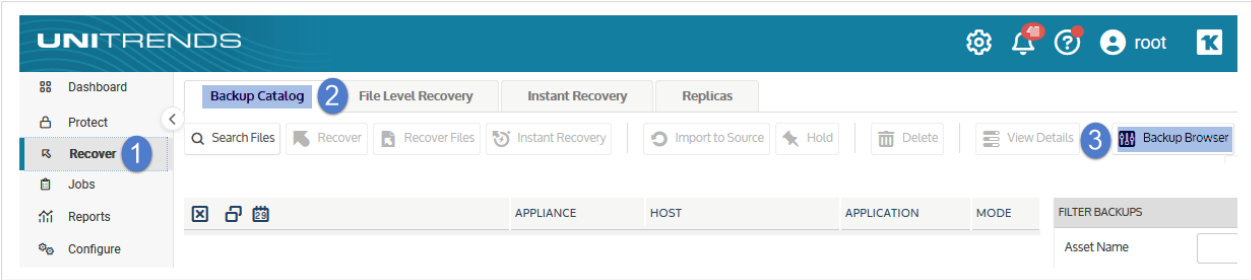 UNITRENDS 40 ? root K
Dashboard
Backup Catalog 2 File Level Recovery Instant Recovery Replicas
Protect
Search Files Recover Recover Files Instant Recovery Import to Source Hold Delete View Details 3 Backup Browser
Recover 1
Jobs
29 APPLIANCE HOST APPLICATION MODE FILTER BACKUPS
Reports
Configure
Asset Name